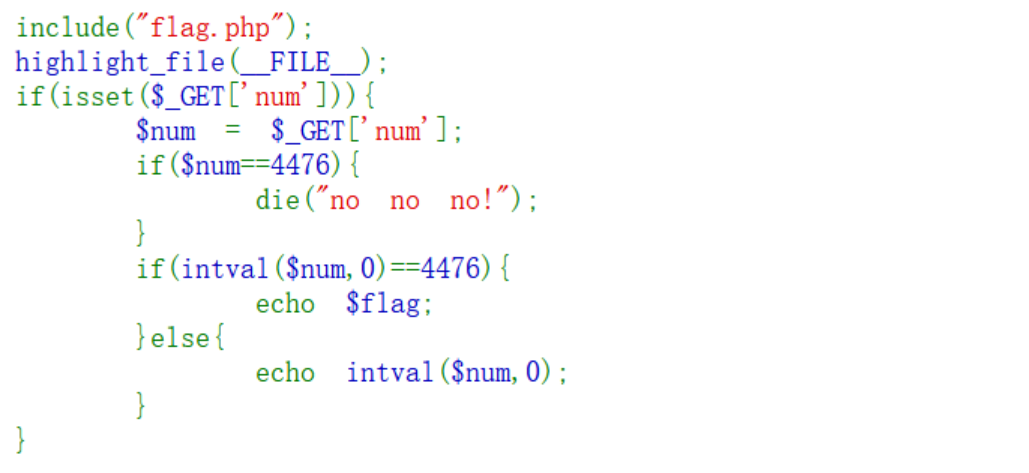 include("flag.php");
highlight_file(__FILE__);
if(isset($_GET['num'])){
        $num = $_GET['num'];
        if($num==4476){
                die("no no no!");
        }
        if(intval($num,0)==4476){
                echo $flag;
        }else{
                echo intval($num,0);
        }
}